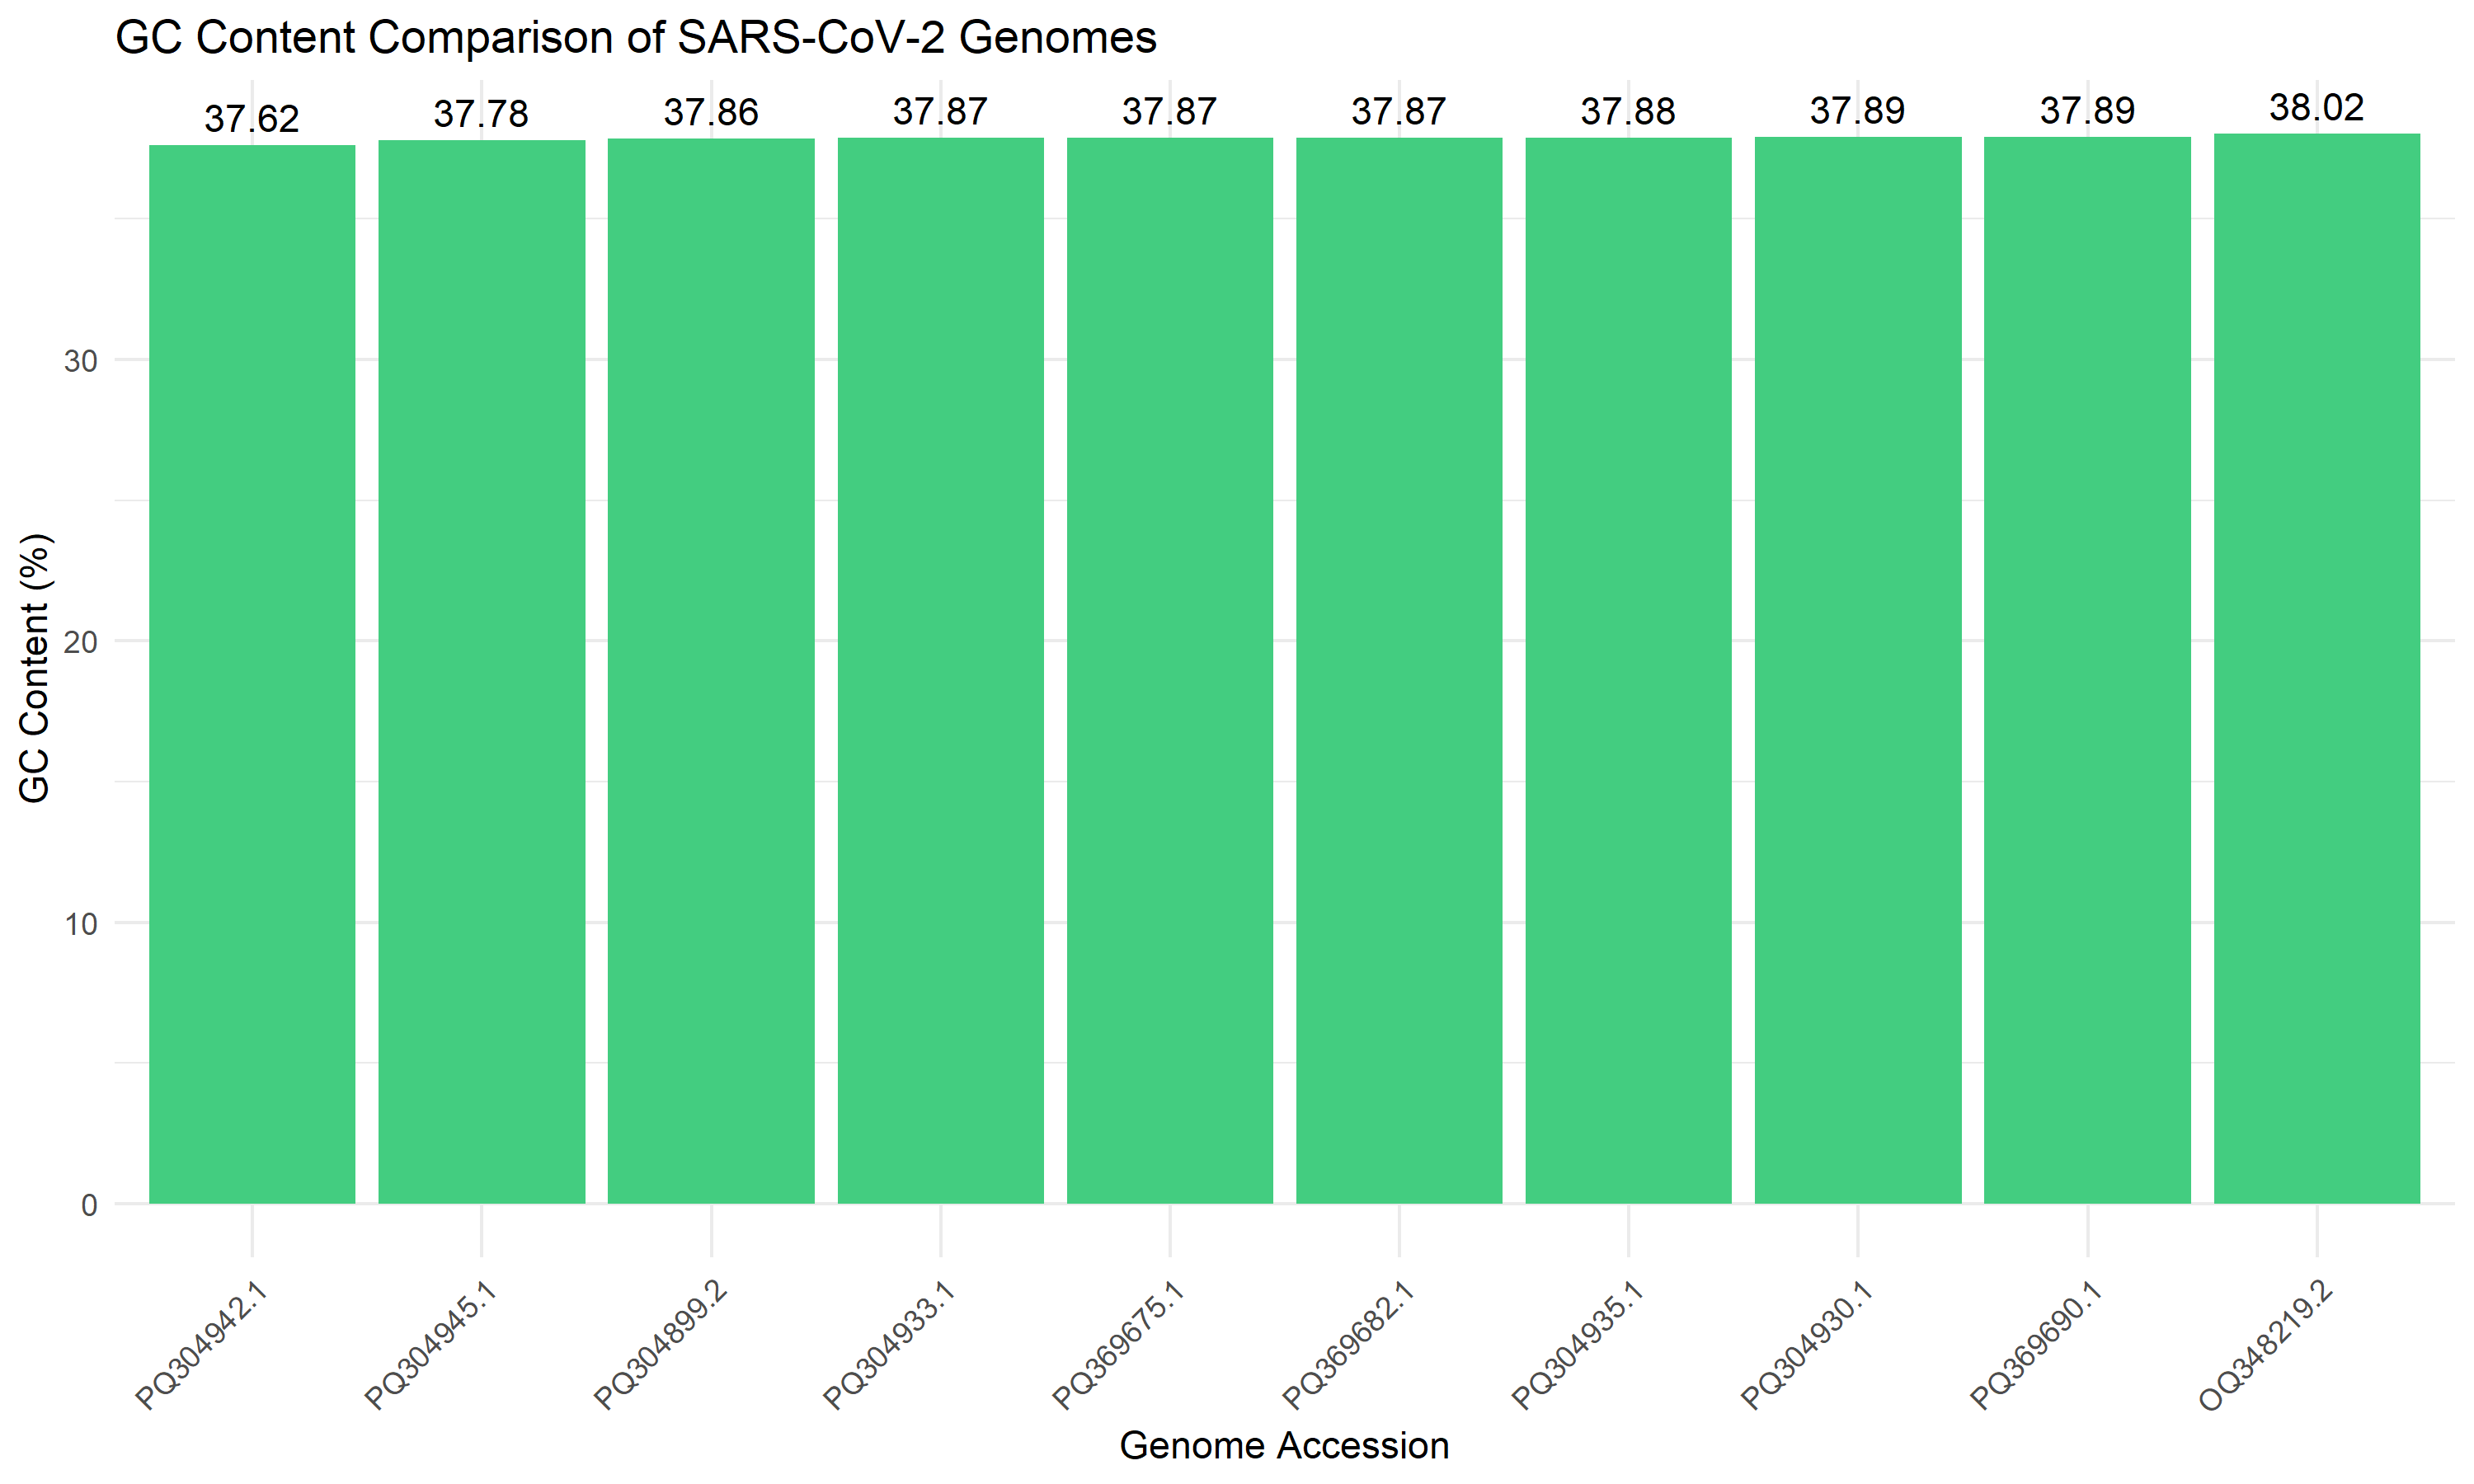 GC Content Comparison of SARS-CoV-2 Genomes
37.62
37.78
37.86
37.87
37.87
37.87
37.88
37.89
37.89
38.02
GC Content (%)
30
20
10
0
PQ304942.1
PQ304945.1
PQ304899.2
PQ304933.1
PQ369675.1
PQ369682.1
PQ304935.1
PQ304930.1
PQ369690.1
OQ348219.2
Genome Accession